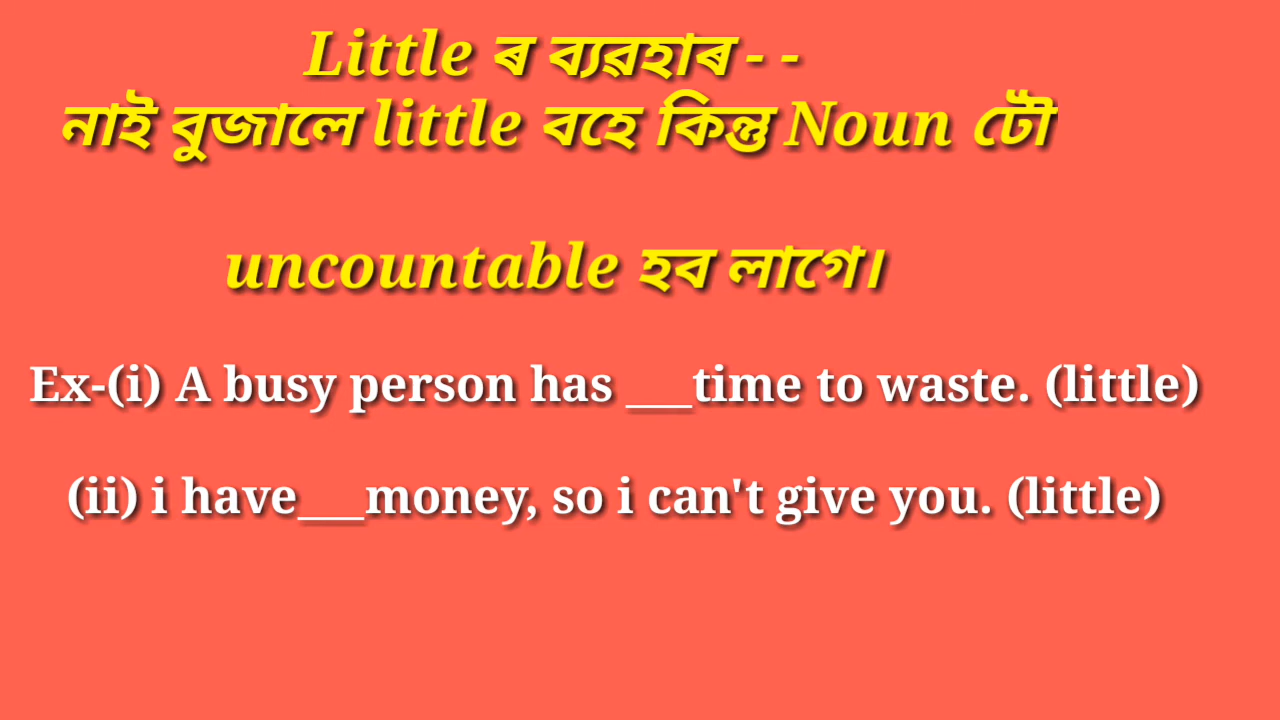 Little ৰ ব্যৱহাৰ - -
নাই বুজালে little বহে কিন্তু Noun টোঁ
uncountable হব লাগে।
Ex-(i) A busy person has ___time to waste. (little)
(ii) i have___money, so i can't give you. (little)